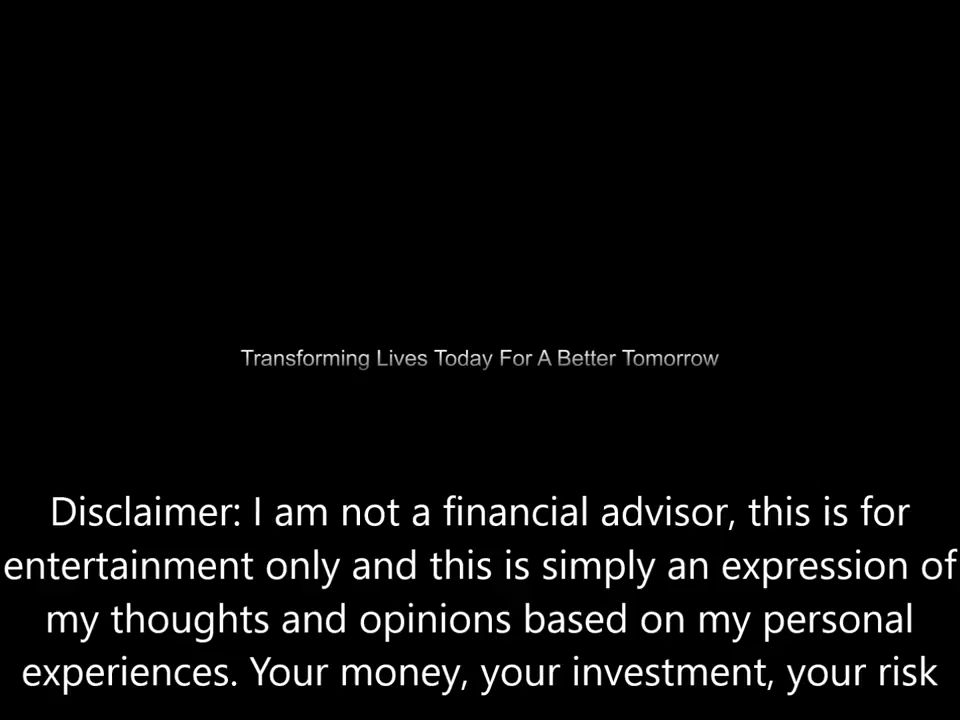 Transforming Lives Today For A Better Tomorrow
Disclaimer: I am not a financial advisor, this is for
entertainment only and this is simply an expression of
my thoughts and opinions based on my personal
experiences. Your money, your investment, your risk